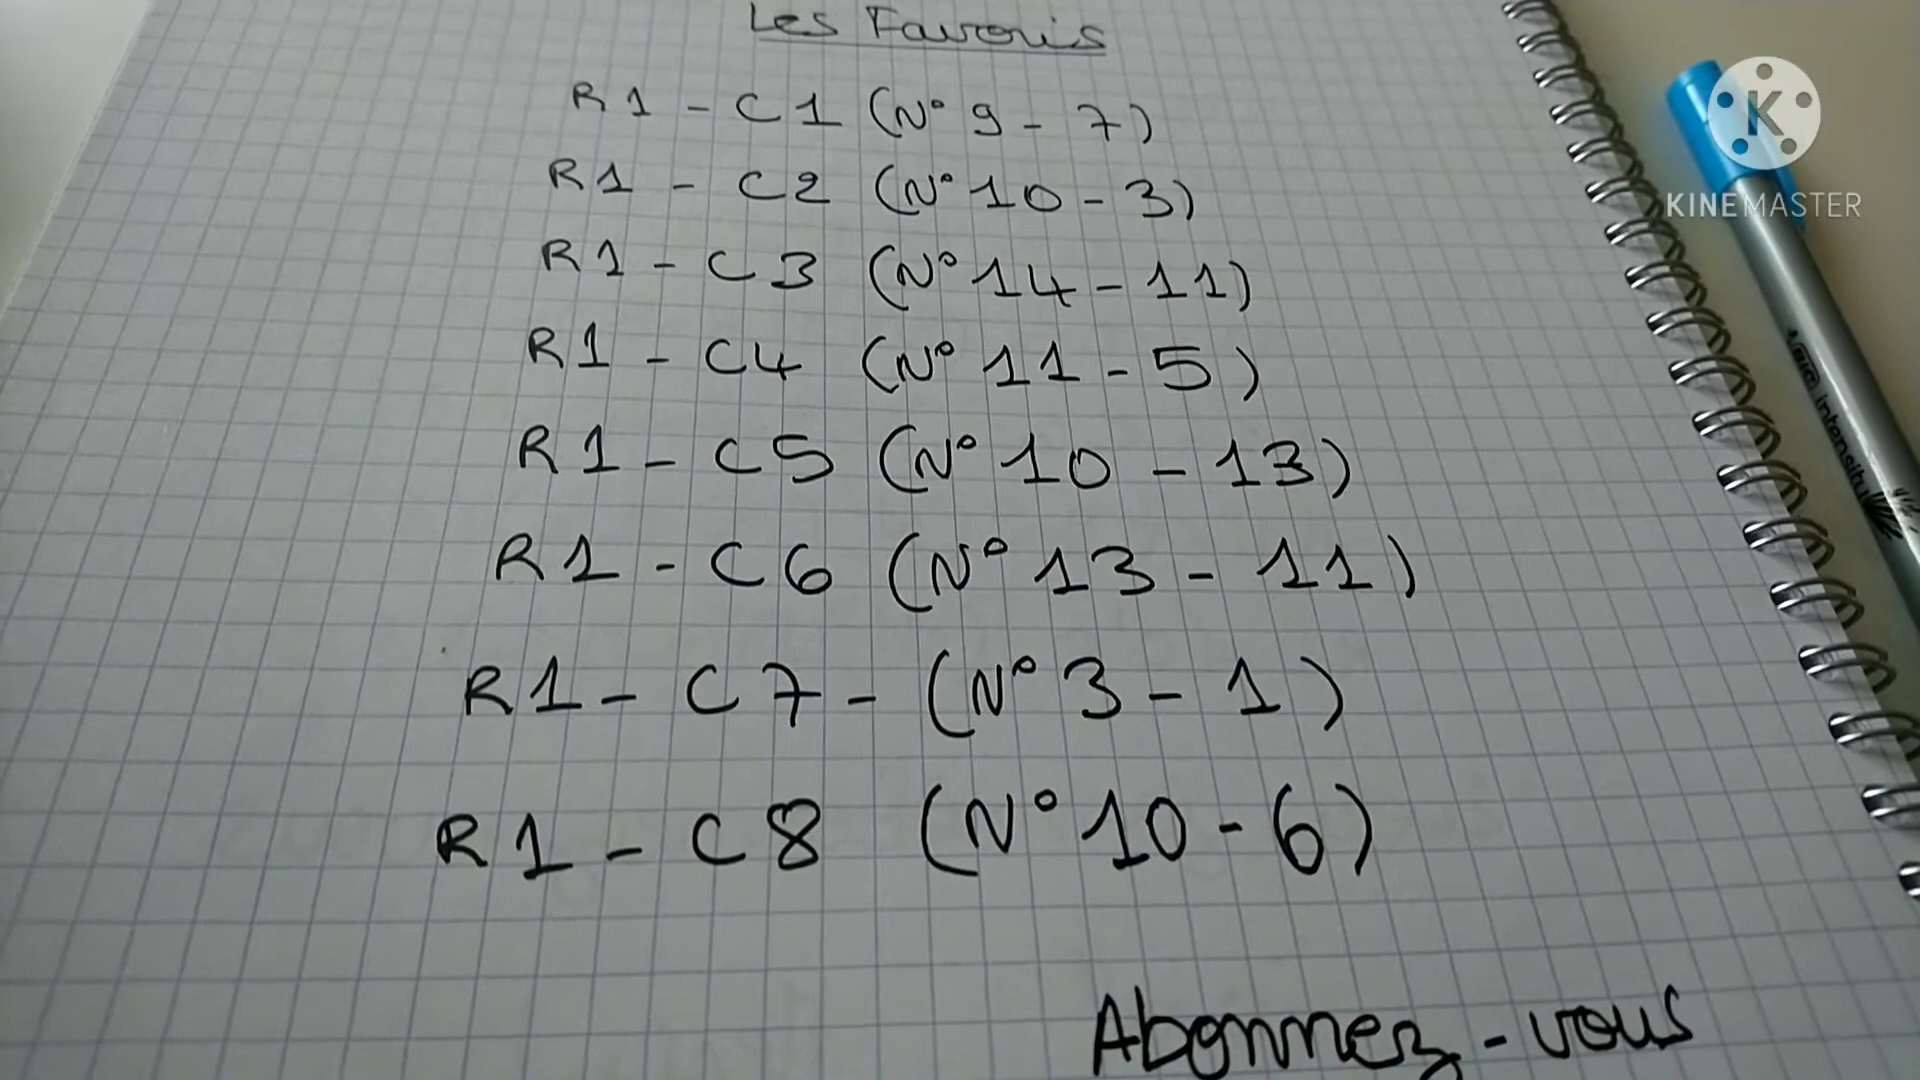 Les Favoris
R1 - C1 (N° 9 - 7)
R1 - C2 (N° 10 - 3)
R1 - C3 (N° 14 - 11)
R1 - C4 (N° 11 - 5)
R1 - C5 (N° 10 - 13)
R1 - C6 (N° 13 - 11)
R1 - C7 - (N° 3 - 1)
R1 - C8 (N° 10 - 6)
Abonnez-vous
K
KINEMASTER
intensity